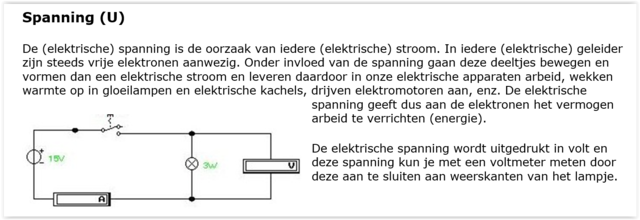 Spanning (U)
De (elektrische) spanning is de oorzaak van iedere (elektrische) stroom. In iedere (elektrische) geleider
zijn steeds vrije elektronen aanwezig. Onder invloed van de spanning gaan deze deeltjes bewegen en
vormen dan een elektrische stroom en leveren daardoor in onze elektrische apparaten arbeid, wekken
warmte op in gloeilampen en elektrische kachels, drijven elektromotoren aan, enz. De elektrische
spanning geeft dus aan de elektronen het vermogen
arbeid te verrichten (energie).
De elektrische spanning wordt uitgedrukt in volt en
deze spanning kun je met een voltmeter meten door
deze aan te sluiten aan weerskanten van het lampje.
15V
3W
V
A